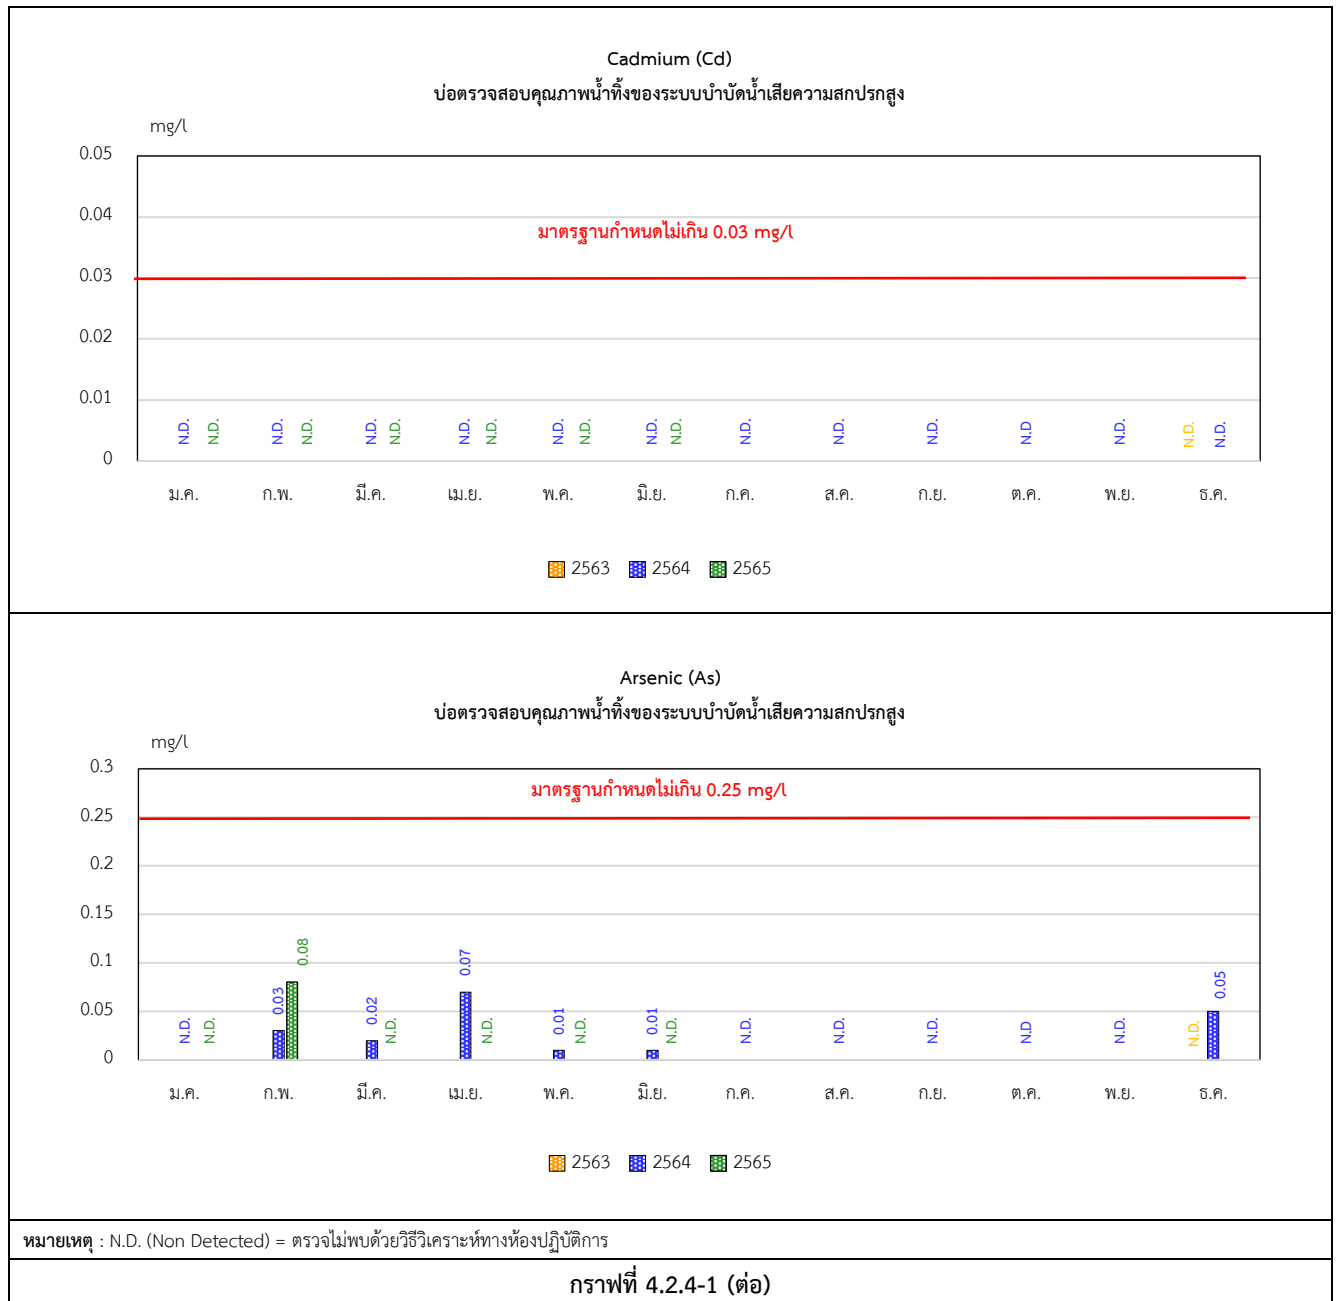 Cadmium (Cd)
บ่อตรวจสอบคุณภาพน้ำทิ้งของระบบบำบัดน้ำเสียความสกปรกสูง
mg/l
0.05
0.04
มาตรฐานกำหนดไม่เกิน 0.03 mg/l
0.03
0.02
0.01
N.D. N.D. N.D. N.D. N.D. N.D. N.D. N.D. N.D. N.D. N.D. N.D. N.D. N.D. N.D. N.D N.D. N.D. N.D.
0
ม.ค. ก.พ. มี.ค. เม.ย. พ.ค. มิ.ย. ก.ค. ส.ค. ก.ย. ต.ค. พ.ย. ธ.ค.
2563 2564 2565
Arsenic (As)
บ่อตรวจสอบคุณภาพน้ำทิ้งของระบบบำบัดน้ำเสียความสกปรกสูง
mg/l
0.3
มาตรฐานกำหนดไม่เกิน 0.25 mg/l
0.25
0.2
0.15
0.1
0.05
N.D. N.D. 0.03 0.08 0.02 N.D. 0.07 N.D. 0.01 N.D. 0.01 N.D. N.D. N.D. N.D. N.D N.D. N.D. 0.05
0
ม.ค. ก.พ. มี.ค. เม.ย. พ.ค. มิ.ย. ก.ค. ส.ค. ก.ย. ต.ค. พ.ย. ธ.ค.
2563 2564 2565
หมายเหตุ : N.D. (Non Detected) = ตรวจไม่พบด้วยวิธีวิเคราะห์ทางห้องปฏิบัติการ
กราฟที่ 4.2.4-1 (ต่อ)